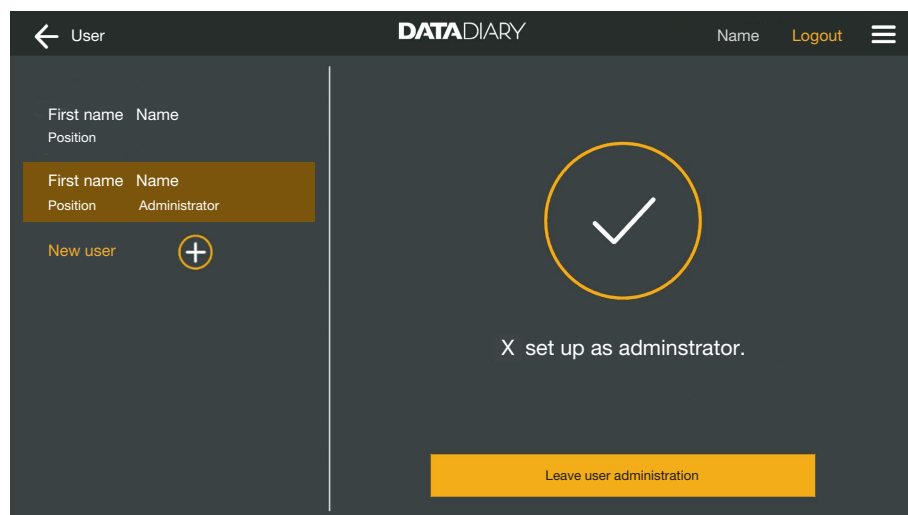 User DATADIARY Name Logout
First name Name
Position
First name Name
Position Administrator
New user
X set up as adminstrator.
Leave user administration